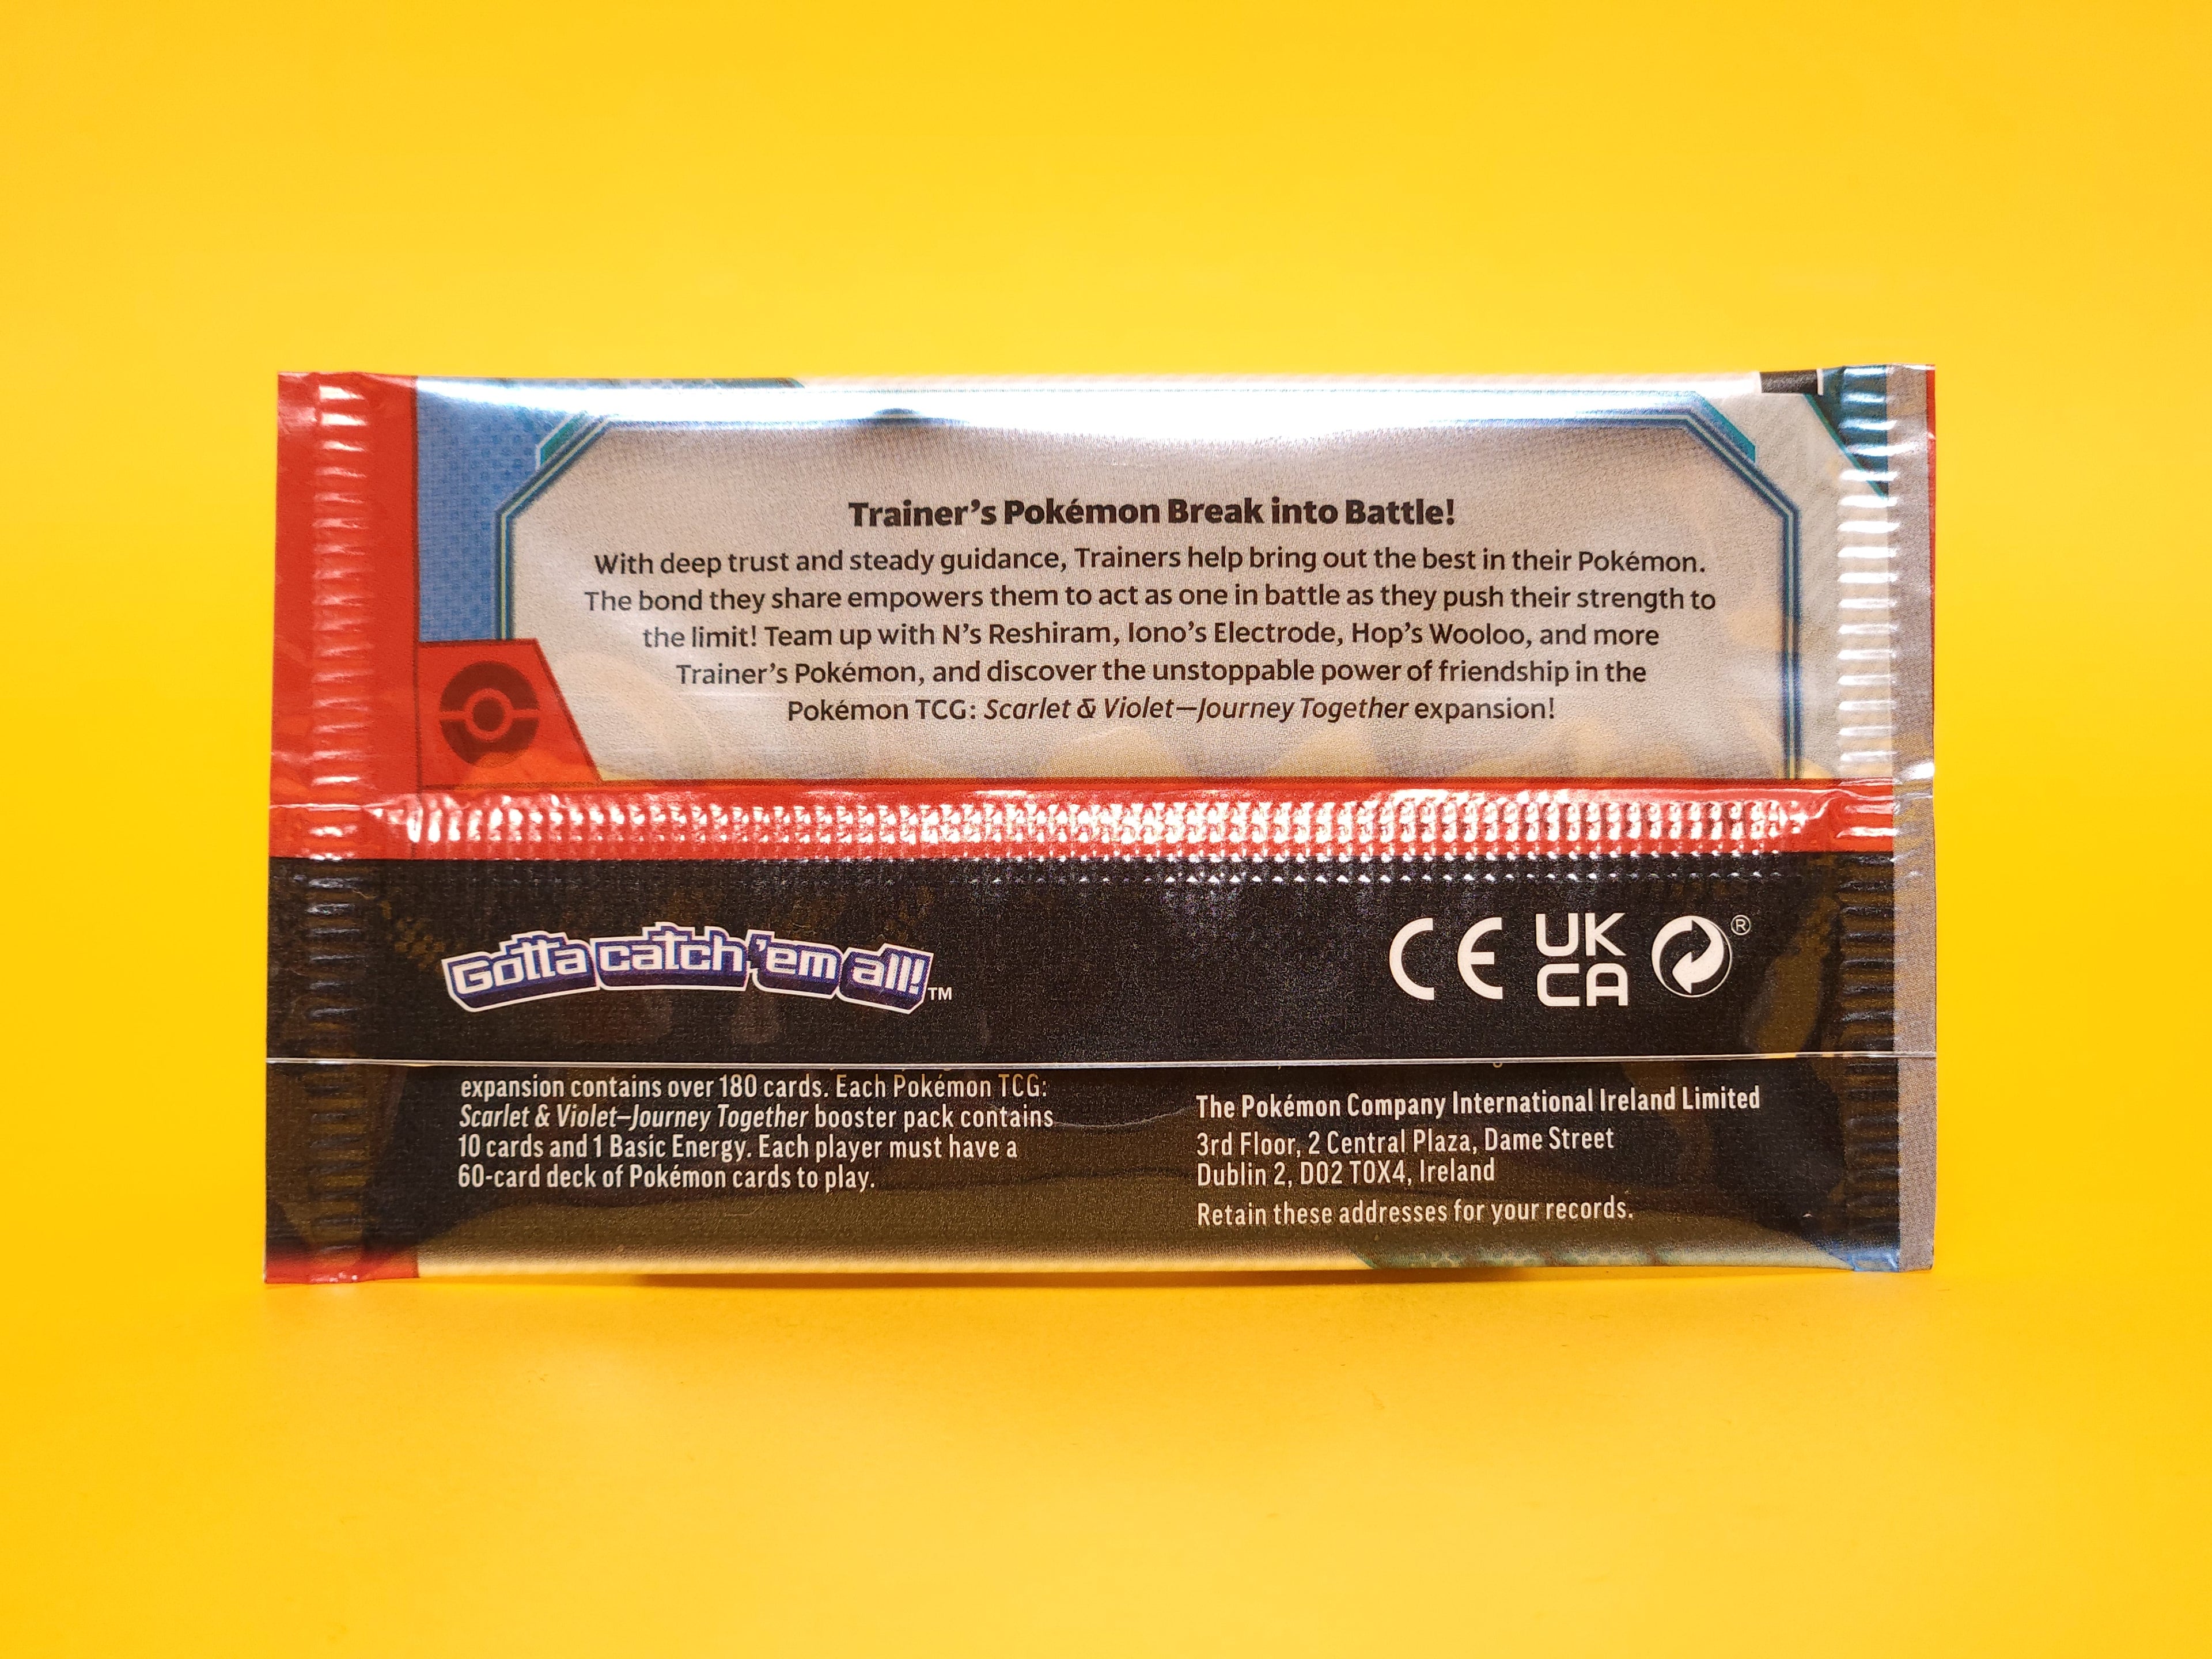 Trainer's Pokémon Break into Battle!
With deep trust and steady guidance, Trainers help bring out the best in their Pokémon.
The bond they share empowers them to act as one in battle as they push their strength to
the limit! Team up with N's Reshiram, Iono's Electrode, Hop's Wooloo, and more
Trainer's Pokémon, and discover the unstoppable power of friendship in the
Pokémon TCG: Scarlet & Violet—Journey Together expansion!
Gotta catch 'em all!™
CE UK
CA ®
expansion contains over 180 cards. Each Pokémon TCG:
Scarlet & Violet—Journey Together booster pack contains
10 cards and 1 Basic Energy. Each player must have a
60-card deck of Pokémon cards to play.
The Pokémon Company International Ireland Limited
3rd Floor, 2 Central Plaza, Dame Street
Dublin 2, D02 T0X4, Ireland
Retain these addresses for your records.